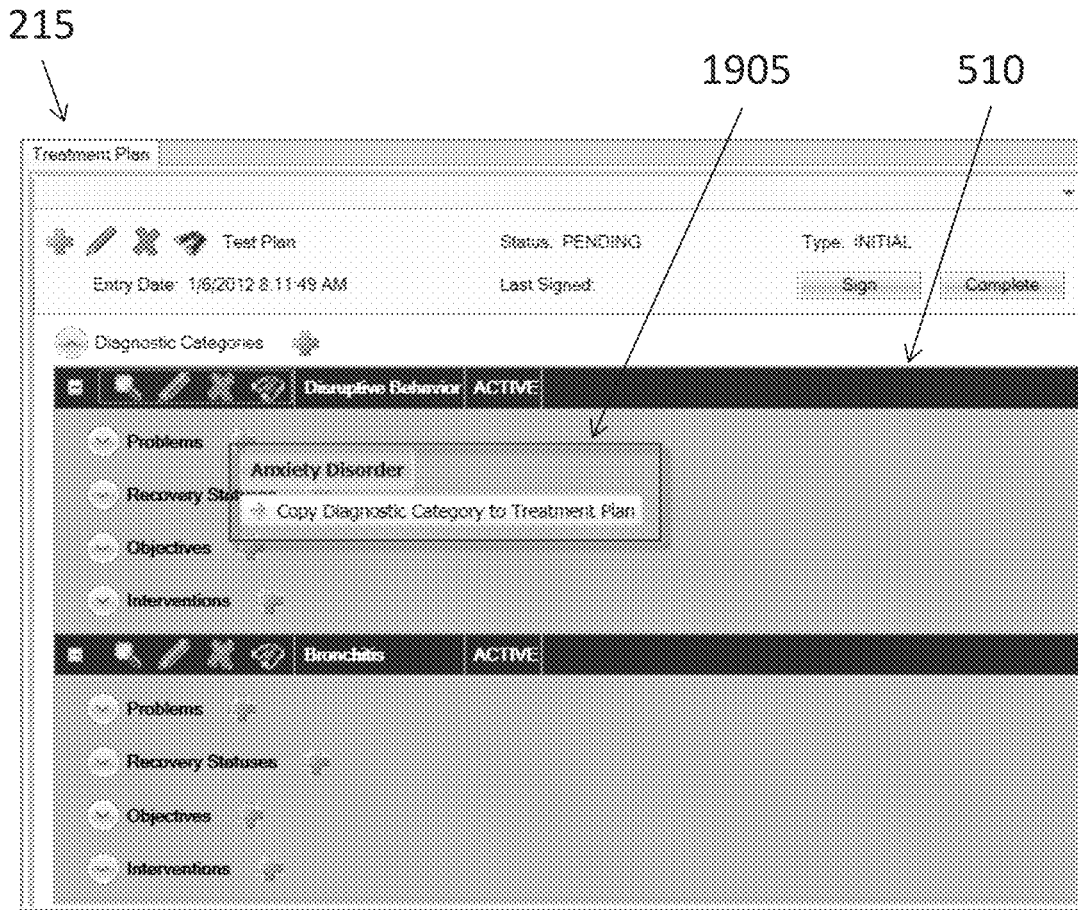 215
1905 510
Treatment Plan
Test Plan Status: PENDING Type: INITIAL
Entry Date: 1/6/2012 8:11:49 AM Last Signed: Sign Complete
Diagnostic Categories
Disruptive Behavior ACTIVE
Problems
Anxiety Disorder
Recovery Stat
Copy Diagnostic Category to Treatment Plan
Objectives
Interventions
Bronchitis ACTIVE
Problems
Recovery Statuses
Objectives
Interventions